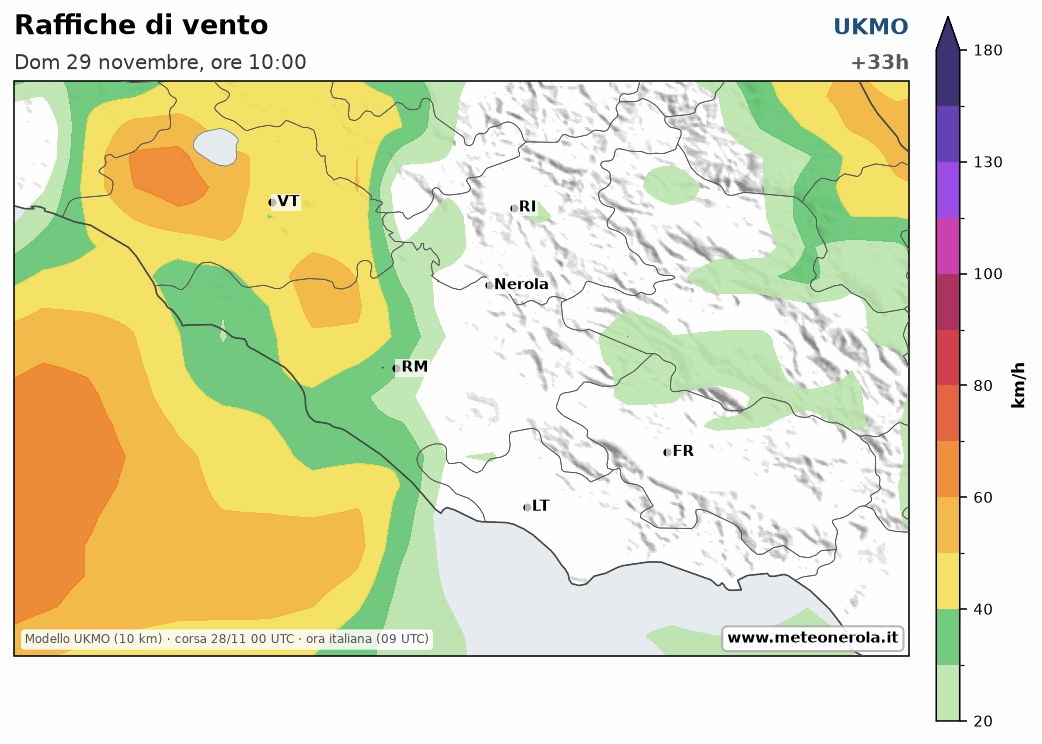 Raffiche di vento
UKMO
Dom 29 novembre, ore 10:00
+33h
VT
RI
Nerola
RM
FR
LT
Modello UKMO (10 km) · corsa 28/11 00 UTC · ora italiana (09 UTC)
www.meteonerola.it
180
130
100
80
60
40
20
km/h